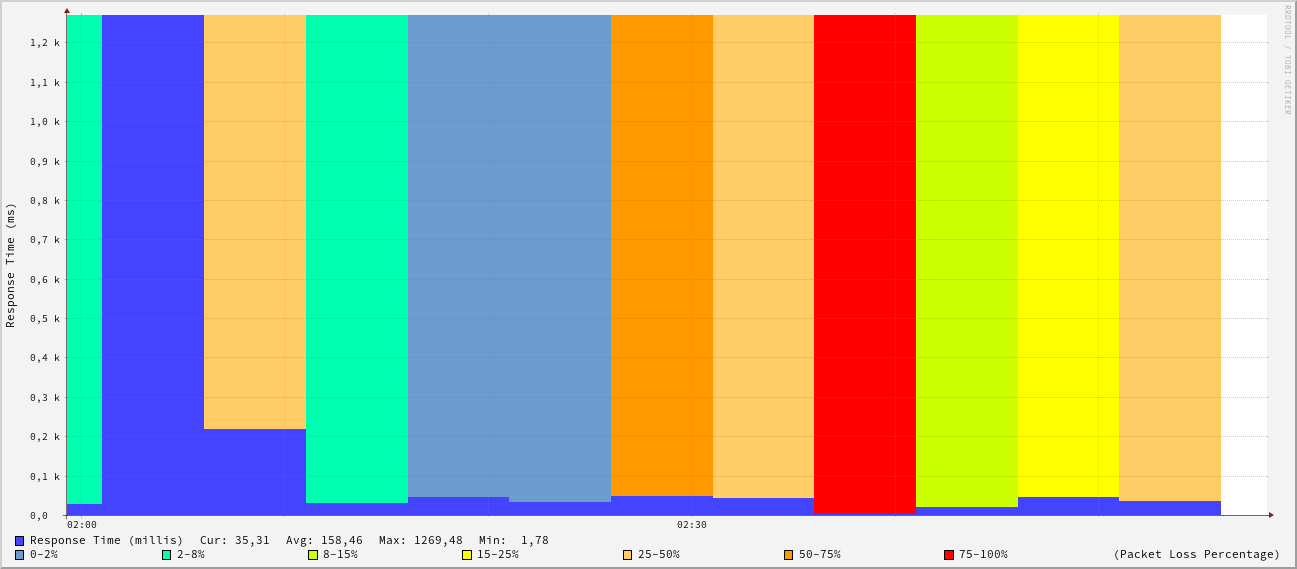 RRDTOOL / TOBI OETIKER
Response Time (ms)
1,2 k
1,1 k
1,0 k
0,9 k
0,8 k
0,7 k
0,6 k
0,5 k
0,4 k
0,3 k
0,2 k
0,1 k
0,0
02:00 02:30
Response Time (millis) Cur: 35,31 Avg: 158,46 Max: 1269,48 Min: 1,78
0-2% 2-8% 8-15% 15-25% 25-50% 50-75% 75-100% (Packet Loss Percentage)